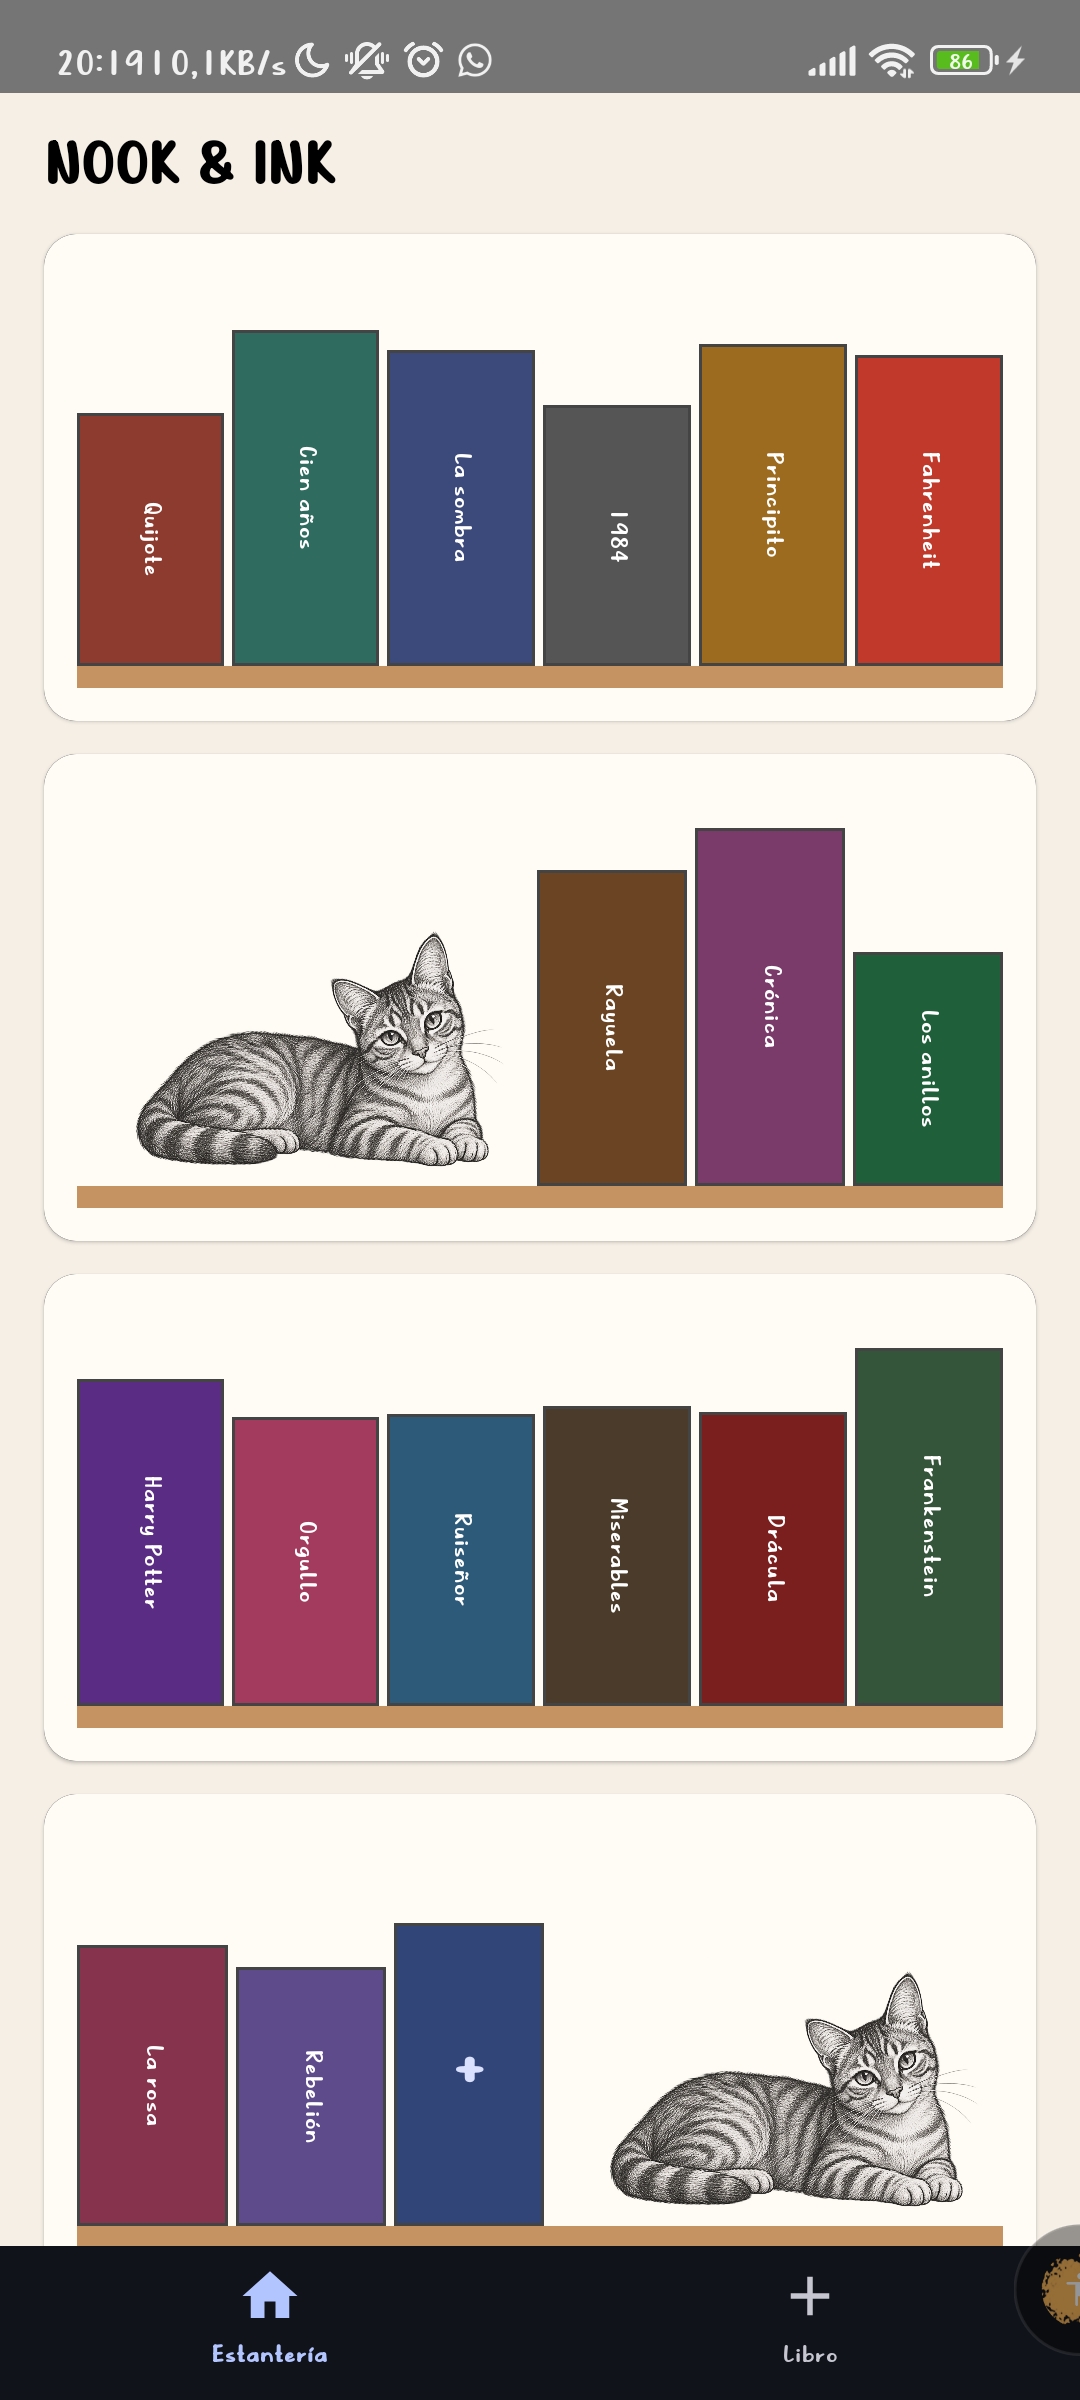 20:19 10,1KB/s
86
NOOK & INK
Quijote
Cien años
La sombra
1984
Principito
Fahrenheit
Rayuela
Crónica
Los anillos
Harry Potter
Orgullo
Ruiseñor
Miserables
Drácula
Frankenstein
La rosa
Rebelión
+
Estantería
Libro